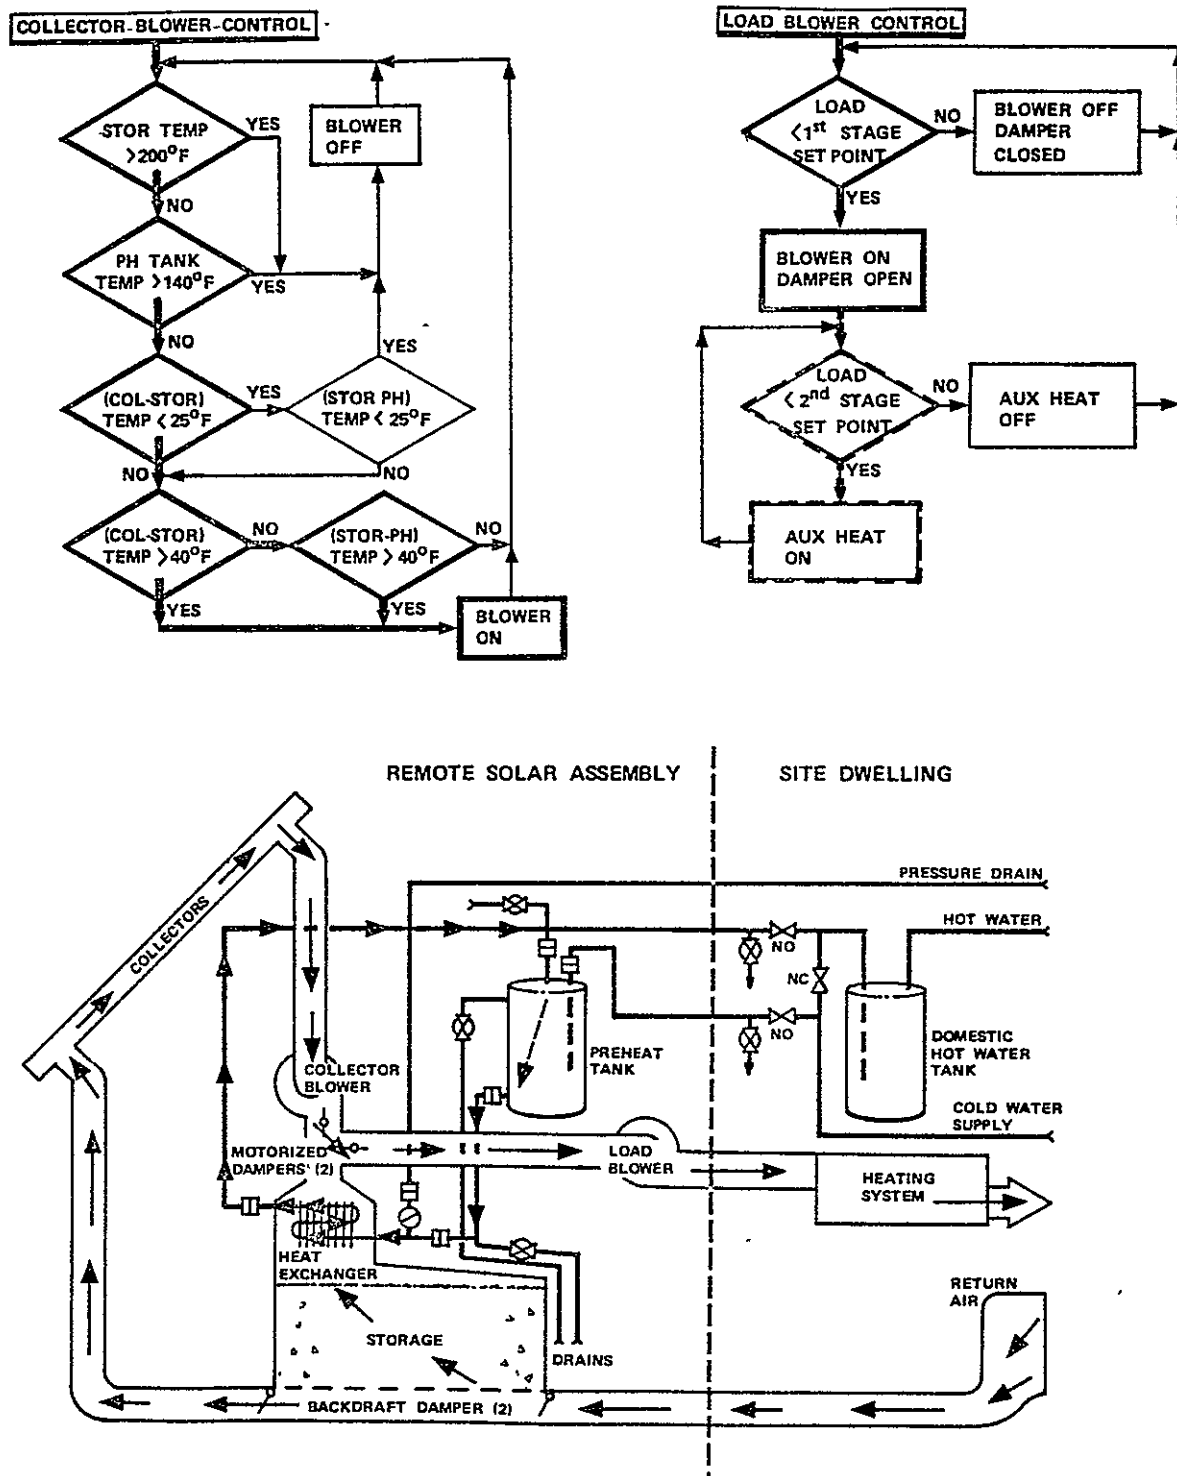 COLLECTOR-BLOWER-CONTROL
STOR TEMP
>200°F
YES
NO
BLOWER
OFF
PH TANK
TEMP >140°F
YES
NO
(COL-STOR)
TEMP <25°F
YES
NO
(STOR PH)
TEMP < 25°F
YES
NO
(COL-STOR)
TEMP >40°F
NO
YES
(STOR-PH)
TEMP > 40°F
NO
YES
BLOWER
ON
LOAD BLOWER CONTROL
LOAD
<1st STAGE
SET POINT
NO
YES
BLOWER OFF
DAMPER
CLOSED
BLOWER ON
DAMPER OPEN
LOAD
< 2nd STAGE
SET POINT
NO
YES
AUX HEAT
OFF
AUX HEAT
ON
REMOTE SOLAR ASSEMBLY
SITE DWELLING
PRESSURE DRAIN
HOT WATER
COLLECTORS
NO
NC
NO
PREHEAT
TANK
DOMESTIC
HOT WATER
TANK
COLLECTOR
BLOWER
COLD WATER
SUPPLY
MOTORIZED
DAMPERS (2)
LOAD
BLOWER
HEATING
SYSTEM
HEAT
EXCHANGER
RETURN
AIR
STORAGE
DRAINS
BACKDRAFT DAMPER (2)